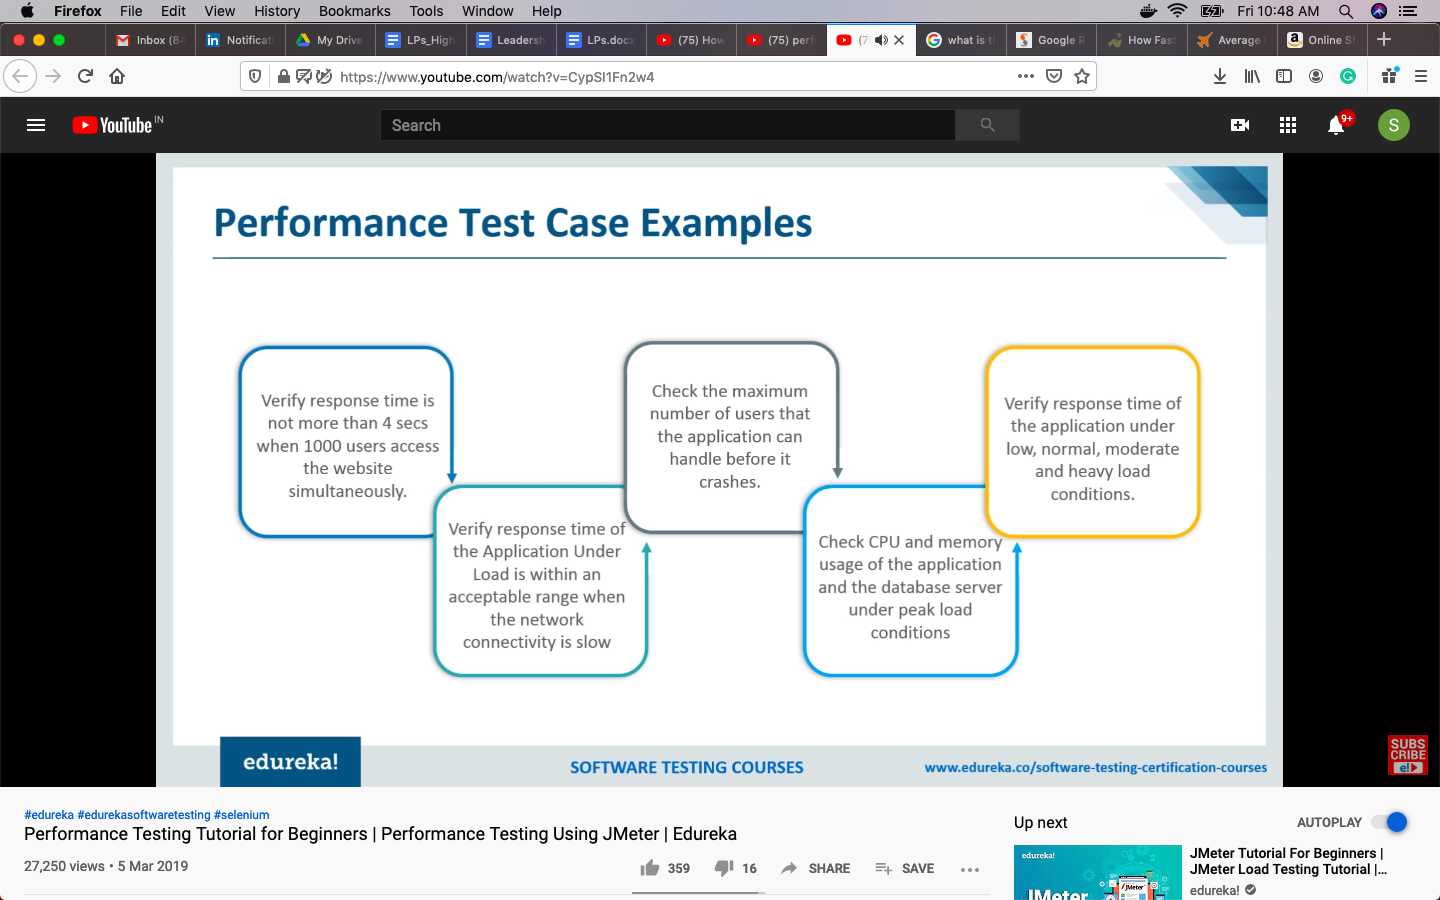 Firefox File Edit View History Bookmarks Tools Window Help Fri 10:48 AM
Inbox (84 Notificati My Drive LPs_High Leadersh LPs.docx (75) How (75) perf (7 what is t Google R How Fast Average Online Sh
https://www.youtube.com/watch?v=CypSI1Fn2w4
YouTube IN Search 9+ S
Performance Test Case Examples
Verify response time is
not more than 4 secs
when 1000 users access
the website
simultaneously.
Verify response time of
the Application Under
Load is within an
acceptable range when
the network
connectivity is slow
Check the maximum
number of users that
the application can
handle before it
crashes.
Check CPU and memory
usage of the application
and the database server
under peak load
conditions
Verify response time of
the application under
low, normal, moderate
and heavy load
conditions.
edureka! SOFTWARE TESTING COURSES www.edureka.co/software-testing-certification-courses
SUBS
CRIBE
e!
#edureka #edurekasoftwaretesting #selenium
Performance Testing Tutorial for Beginners | Performance Testing Using JMeter | Edureka
27,250 views • 5 Mar 2019 359 16 SHARE SAVE
Up next AUTOPLAY
edureka!
JMeter
JMeter
JMeter Tutorial For Beginners |
JMeter Load Testing Tutorial |...
edureka!